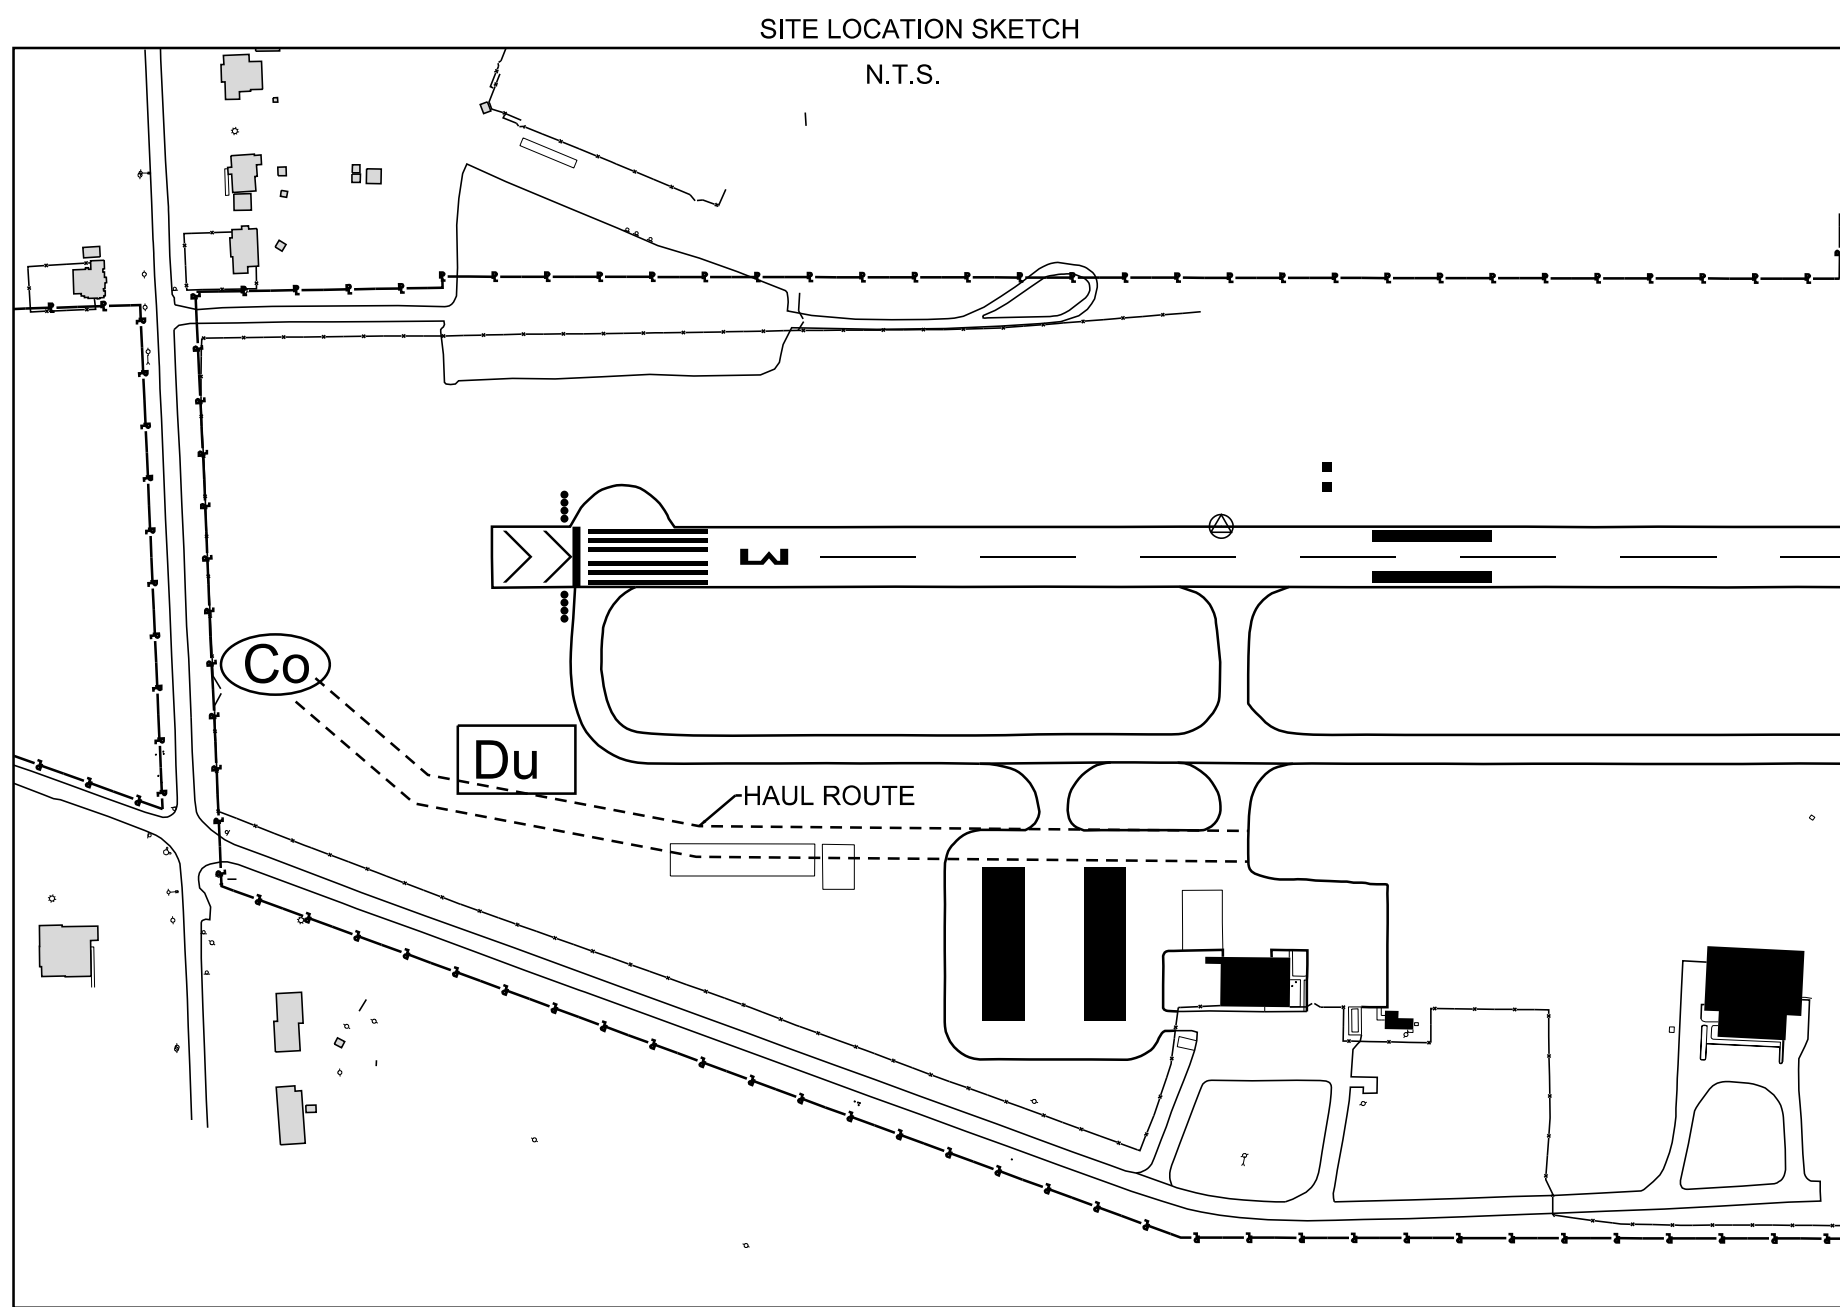 SITE LOCATION SKETCH
N.T.S.
Co
Du
HAUL ROUTE